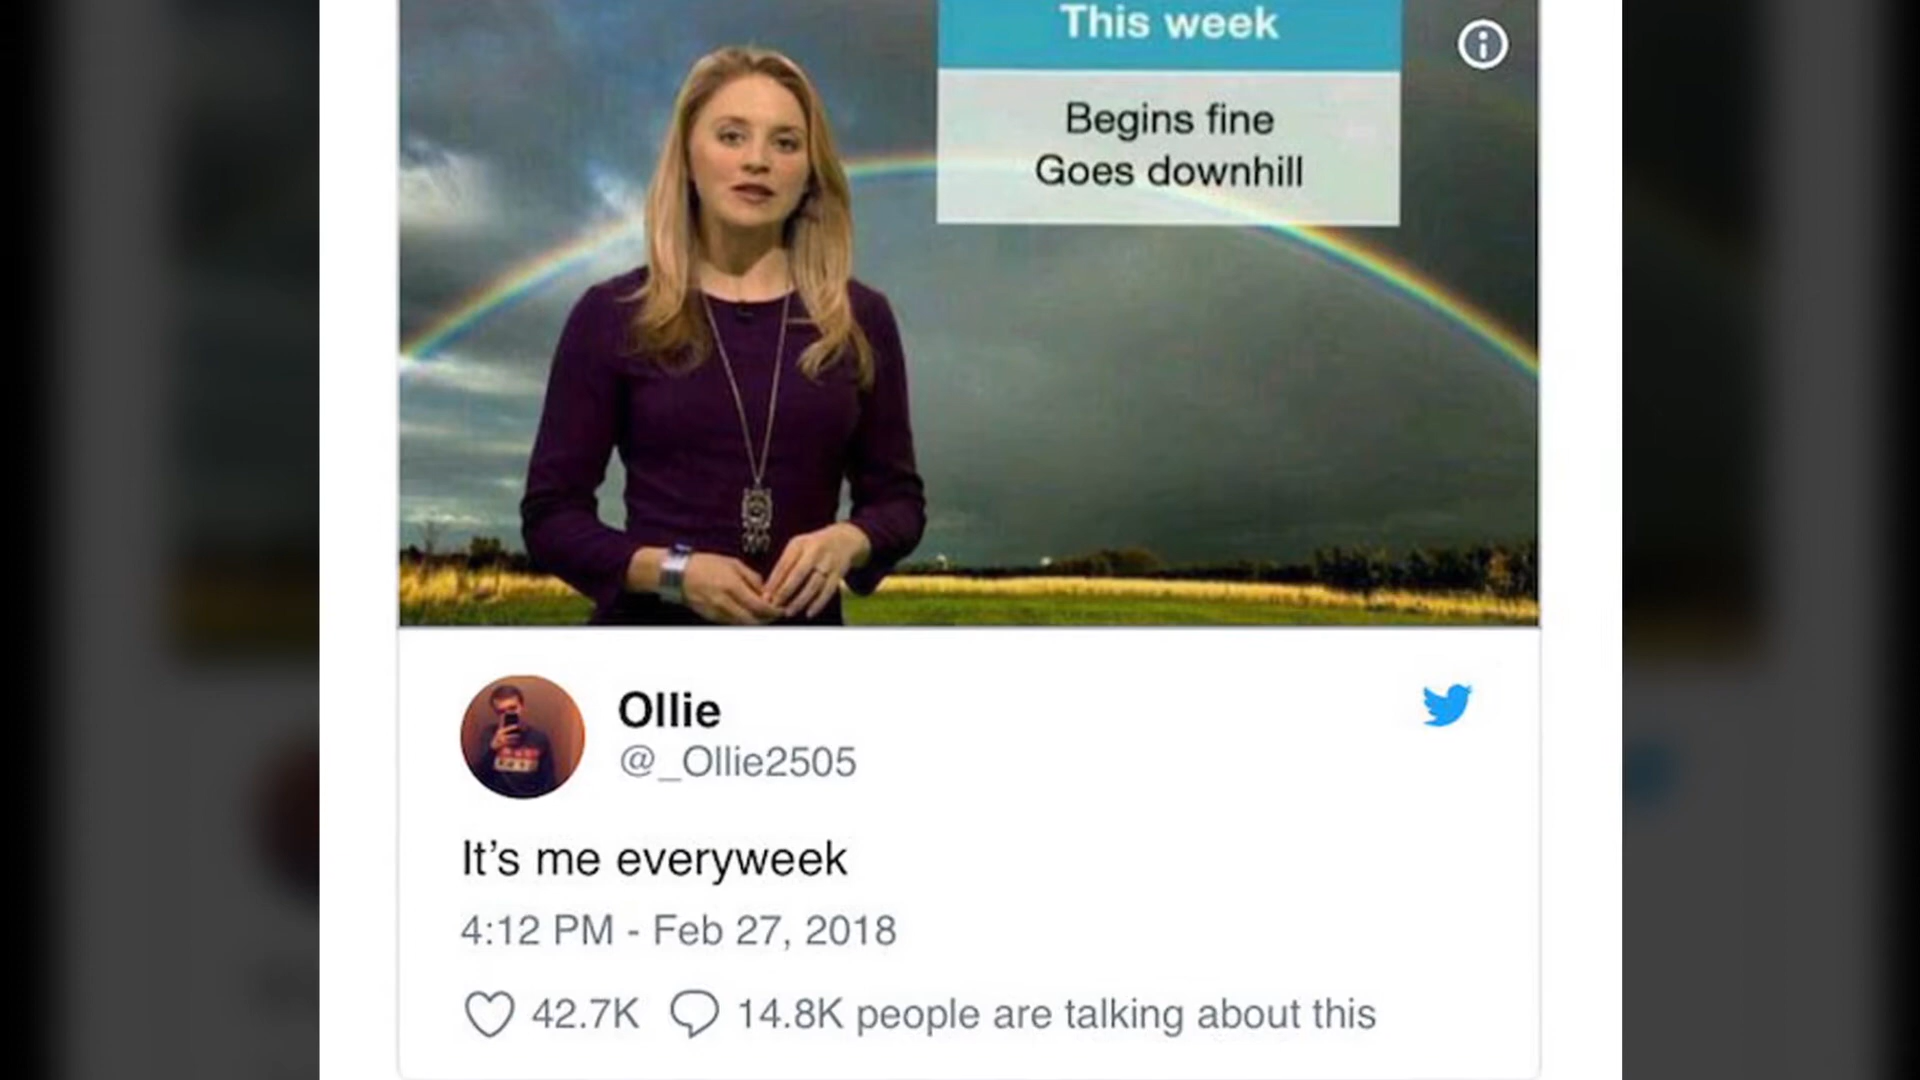 This week
Begins fine
Goes downhill
Ollie
@_Ollie2505
It’s me everyweek
4:12 PM - Feb 27, 2018
42.7K 14.8K people are talking about this